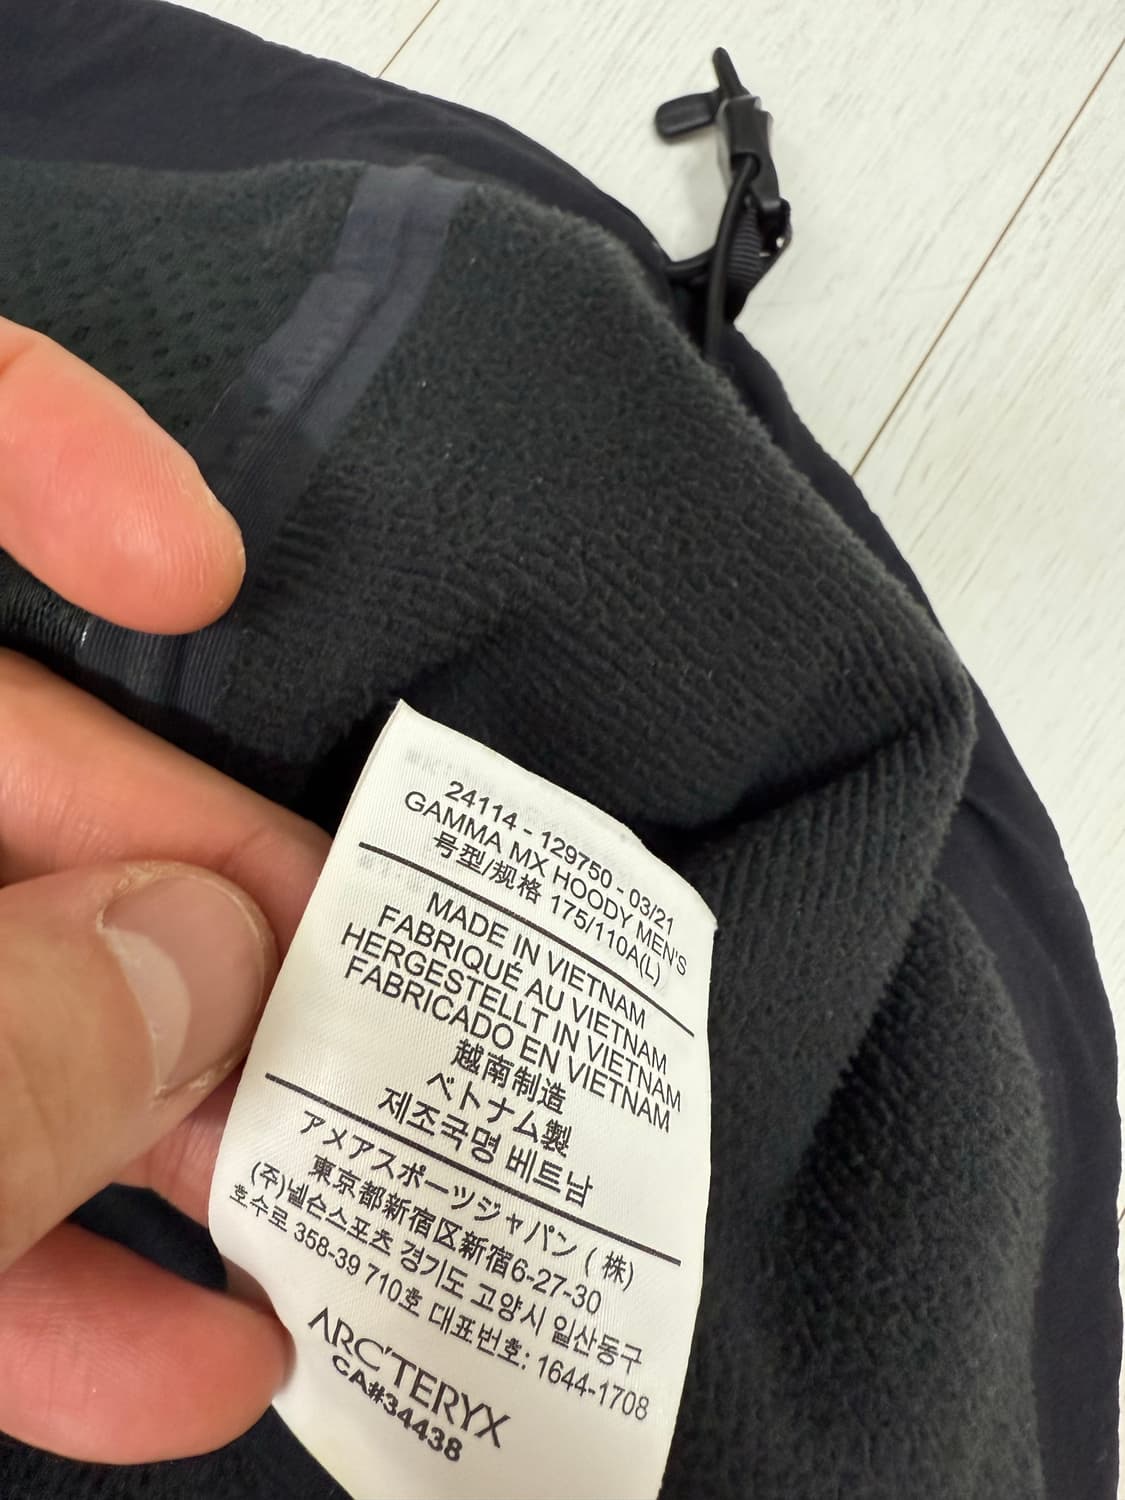 24114 - 129750 - 03/21
GAMMA MX HOODY MEN'S
号型/规格 175/110A(L)
MADE IN VIETNAM
FABRIQUÉ AU VIETNAM
HERGESTELLT IN VIETNAM
FABRICADO EN VIETNAM
越南制造
ベトナム製
제조국명 베트남
アメアスポーツジャパン (株)
東京都新宿区新宿6-27-30
(주)넬슨스포츠 경기도 고양시 일산동구
호수로 358-39 710호 대표번호: 1644-1708
ARC'TERYX
CA#34438